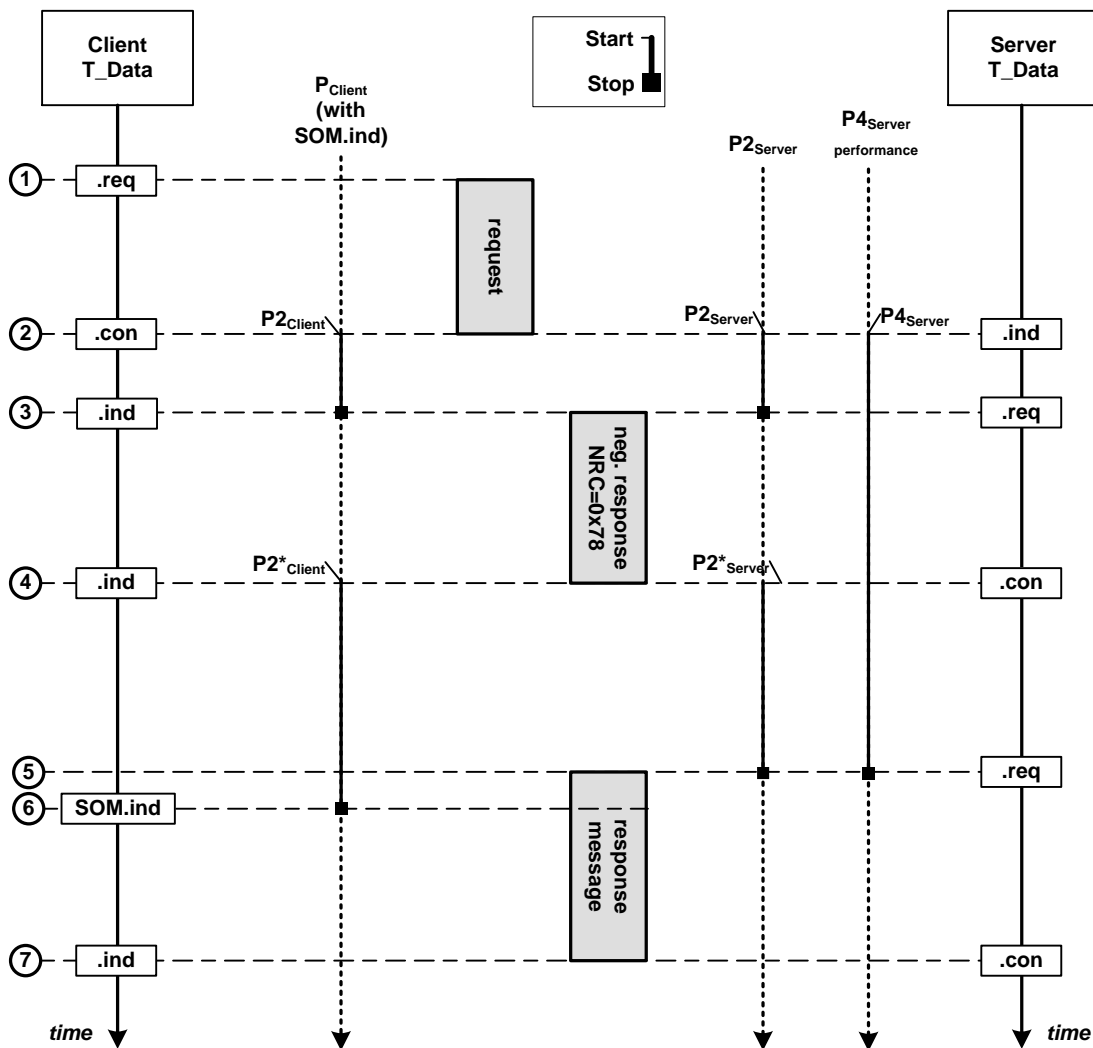 Client
T_Data
Start
Stop
Server
T_Data
PClient
(with
SOM.ind)
P2Server
P4Server
performance
1
.req
request
2
.con
P2Client
P2Server
P4Server
.ind
3
.ind
.req
neg. response
NRC=0x78
4
.ind
P2*Client
P2*Server
.con
5
.req
6
SOM.ind
response
message
7
.ind
.con
time
time